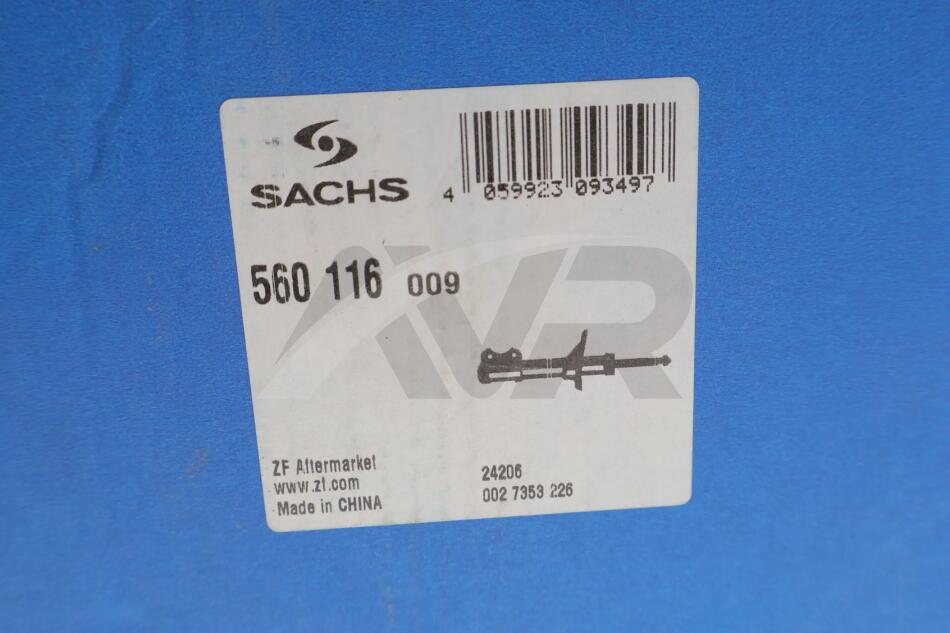 SACHS
4 059923 093497
560 116 009
AVR
ZF Aftermarket
www.zf.com
Made in CHINA
24206
002 7353 226